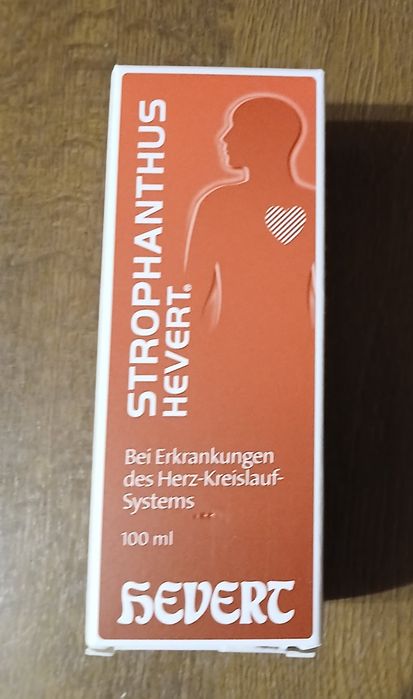 STROPHANTHUS
HEVERT®
Bei Erkrankungen
des Herz-Kreislauf-
Systems
100 ml
HEVERT